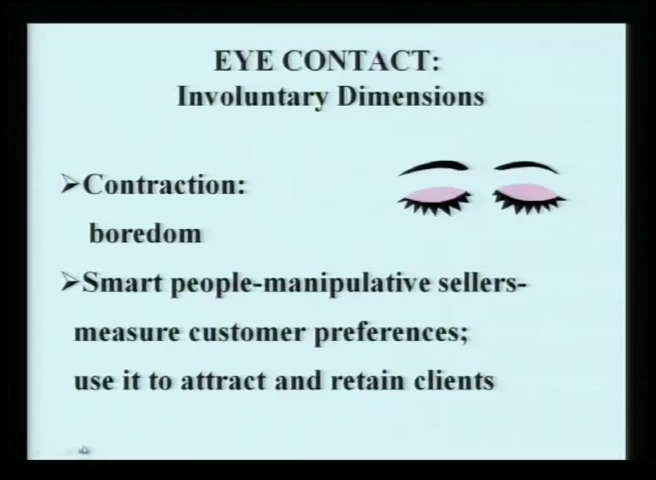 EYE CONTACT:
Involuntary Dimensions
➢Contraction:
boredom
➢Smart people-manipulative sellers-
measure customer preferences;
use it to attract and retain clients